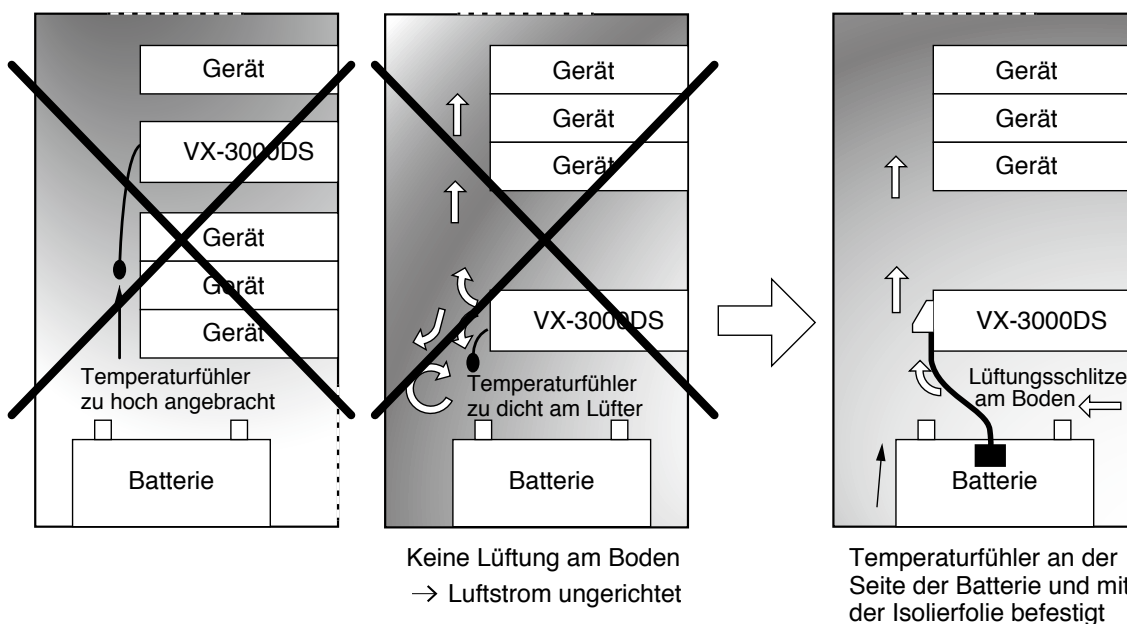 Gerät
VX-3000DS
Gerät
Gerät
Gerät
Temperaturfühler
zu hoch angebracht
Batterie
Gerät
Gerät
Gerät
VX-3000DS
Temperaturfühler
zu dicht am Lüfter
Batterie
Keine Lüftung am Boden
→ Luftstrom ungerichtet
Gerät
Gerät
Gerät
VX-3000DS
Lüftungsschlitze
am Boden
Batterie
Temperaturfühler an der
Seite der Batterie und mit
der Isolierfolie befestigt